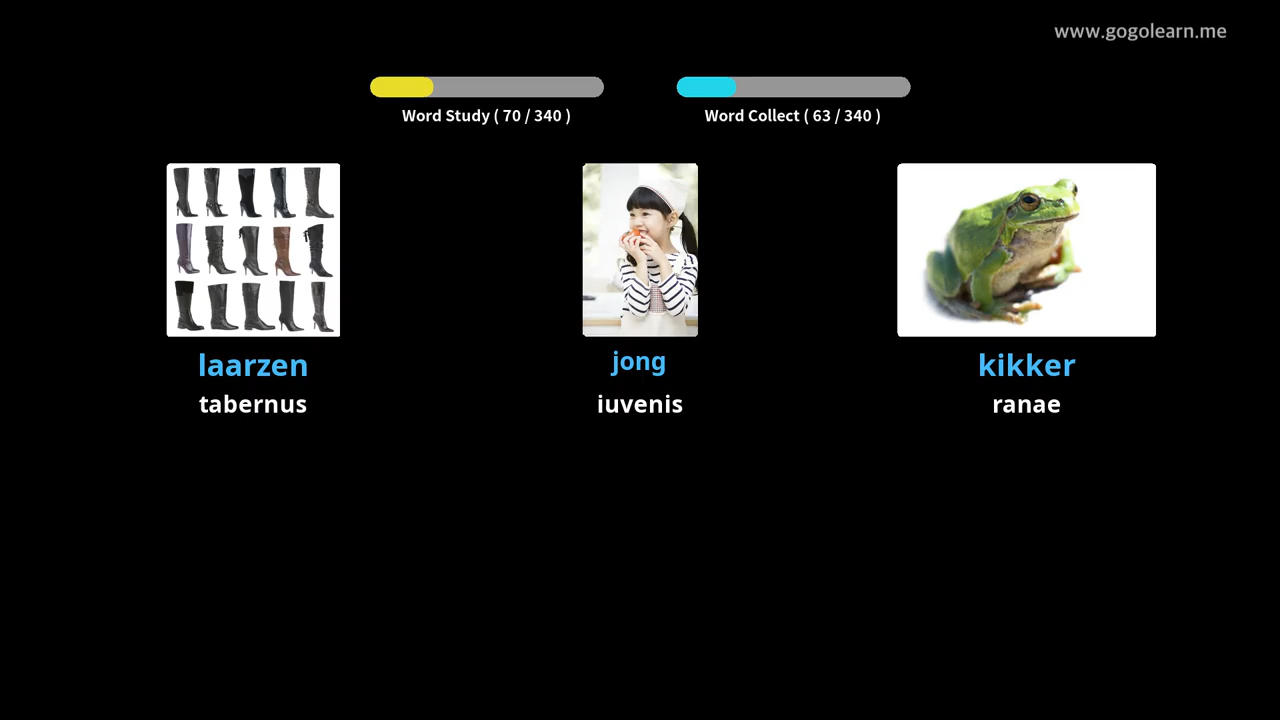 www.gogolearn.me
Word Study ( 70 / 340 )
Word Collect ( 63 / 340 )
laarzen
jong
kikker
tabernus
iuvenis
ranae